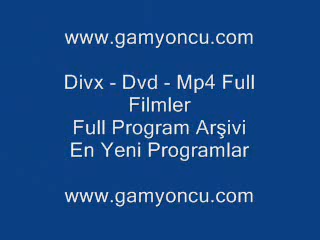 www.gamyoncu.com
Divx - Dvd - Mp4 Full
Filmler
Full Program Arşivi
En Yeni Programlar
www.gamyoncu.com